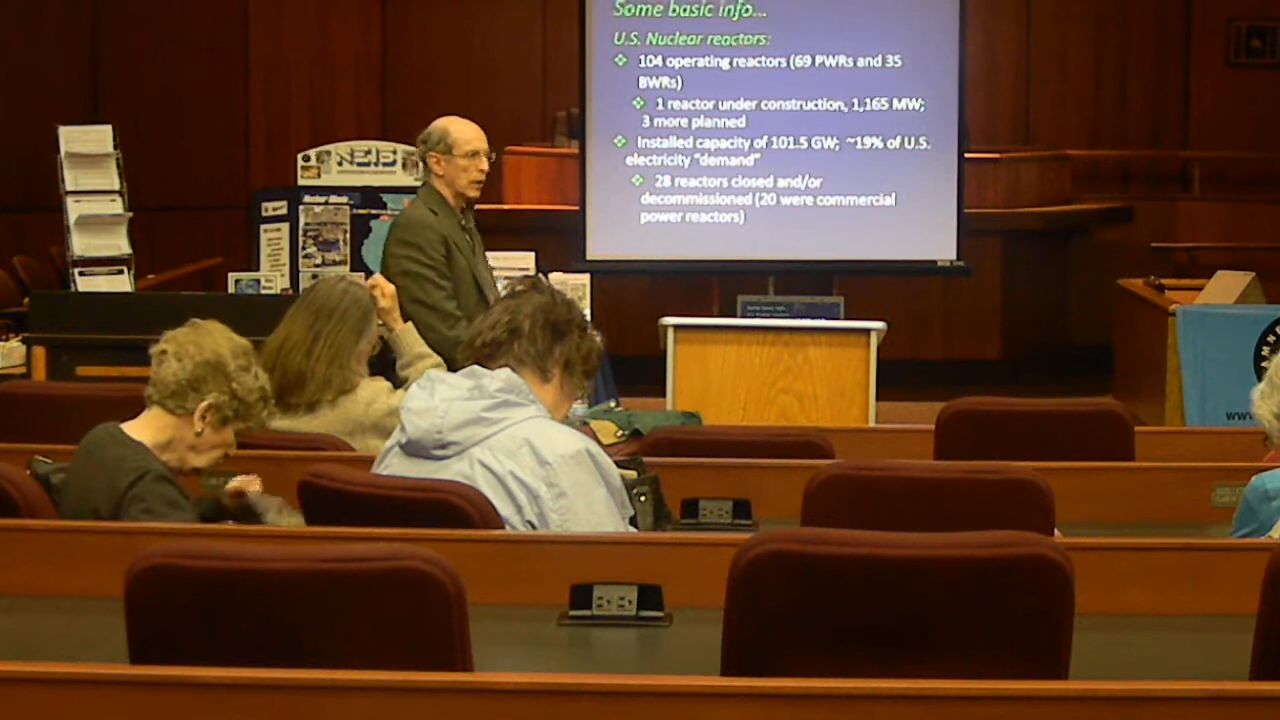 Some basic info...
U.S. Nuclear reactors:
104 operating reactors (69 PWRs and 35
BWRs)
1 reactor under construction, 1,165 MW;
3 more planned
Installed capacity of 101.5 GW; ~19% of U.S.
electricity "demand"
28 reactors closed and/or
decommissioned (20 were commercial
power reactors)
NEIS
www